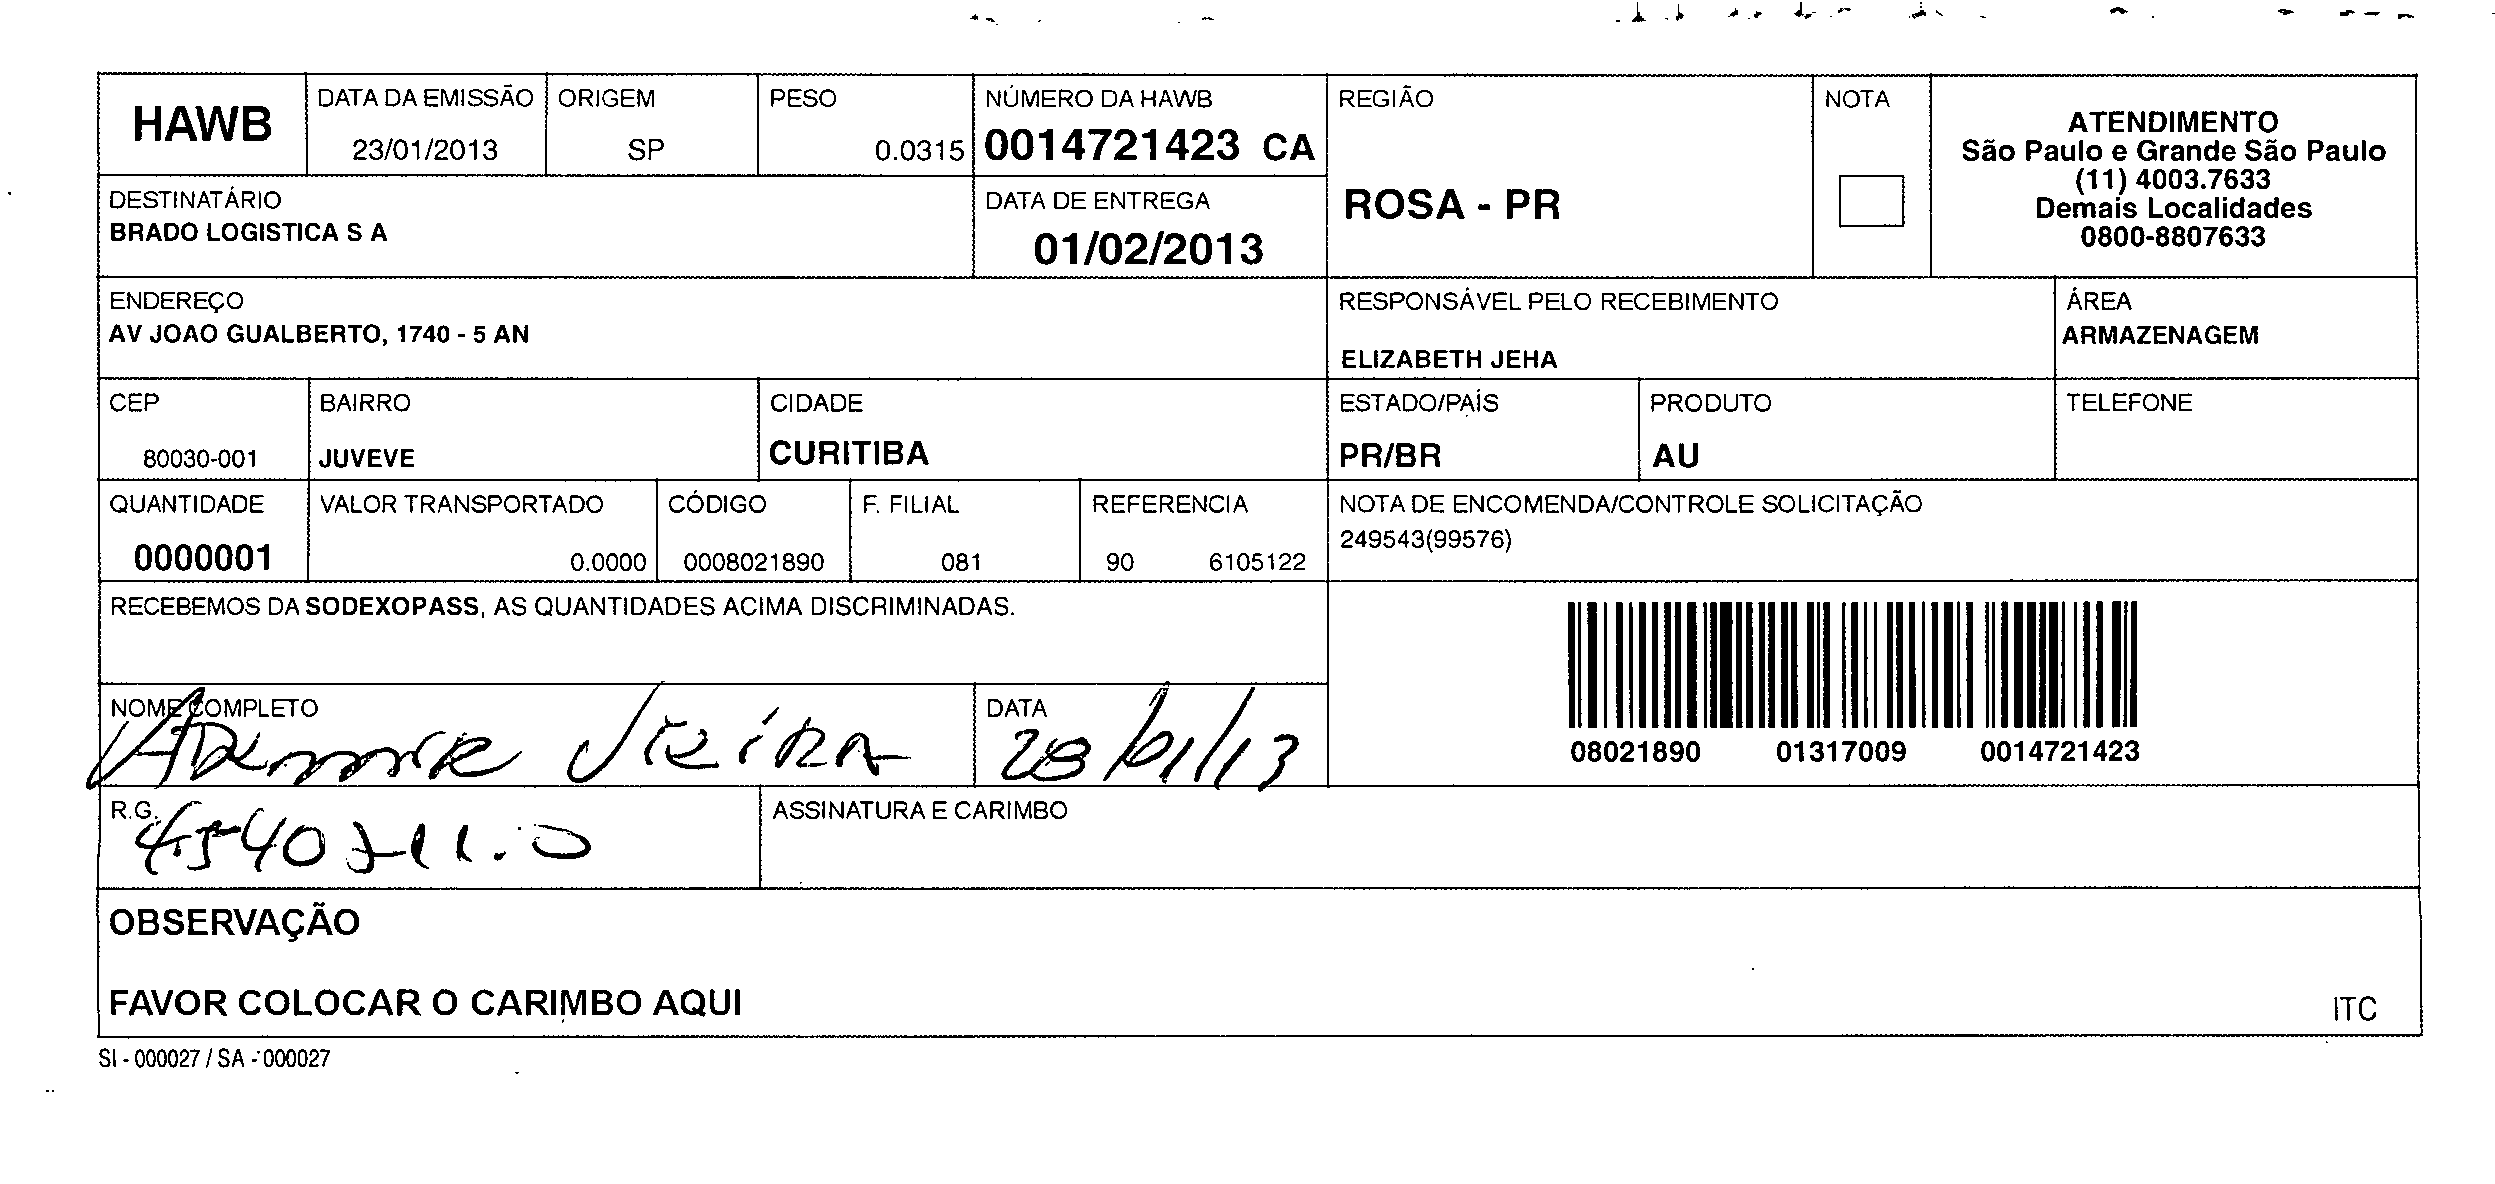 HAWB
DATA DA EMISSÃO
23/01/2013
ORIGEM
SP
PESO
0.0315
NÚMERO DA HAWB
0014721423 CA
REGIÃO
ROSA - PR
NOTA
ATENDIMENTO
São Paulo e Grande São Paulo
(11) 4003.7633
Demais Localidades
0800-8807633
DESTINATÁRIO
BRADO LOGISTICA S A
DATA DE ENTREGA
01/02/2013
ENDEREÇO
AV JOAO GUALBERTO, 1740 - 5 AN
RESPONSÁVEL PELO RECEBIMENTO
ELIZABETH JEHA
ÁREA
ARMAZENAGEM
CEP
80030-001
BAIRRO
JUVEVE
CIDADE
CURITIBA
ESTADO/PAÍS
PR/BR
PRODUTO
AU
TELEFONE
QUANTIDADE
0000001
VALOR TRANSPORTADO
0.0000
CÓDIGO
0008021890
F. FILIAL
081
REFERENCIA
90 6105122
NOTA DE ENCOMENDA/CONTROLE SOLICITAÇÃO
249543(99576)
RECEBEMOS DA SODEXOPASS, AS QUANTIDADES ACIMA DISCRIMINADAS.
08021890 01317009 0014721423
NOME COMPLETO
Vieira
DATA
28/01/13
R.G.
ASSINATURA E CARIMBO
OBSERVAÇÃO
FAVOR COLOCAR O CARIMBO AQUI
ITC
SI - 000027 / SA - 000027